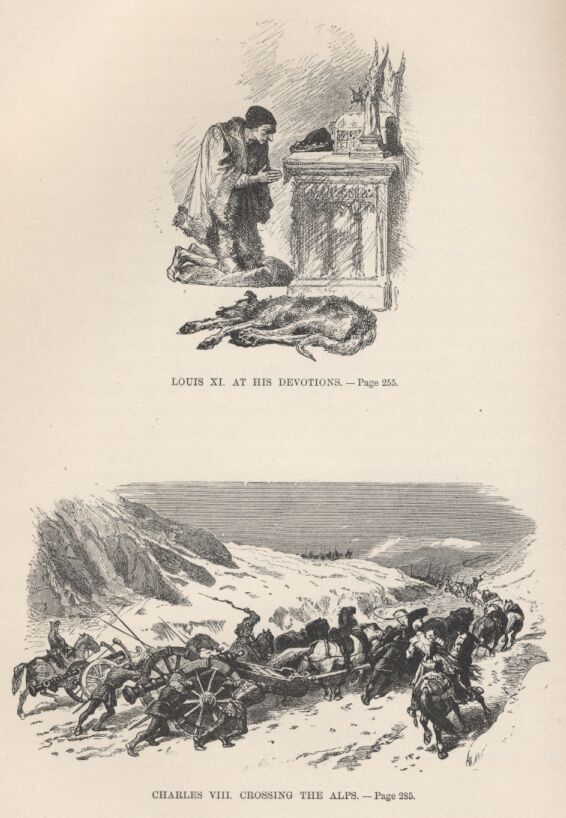 LOUIS XI. AT HIS DEVOTIONS. — Page 255.
CHARLES VIII. CROSSING THE ALPS. — Page 285.